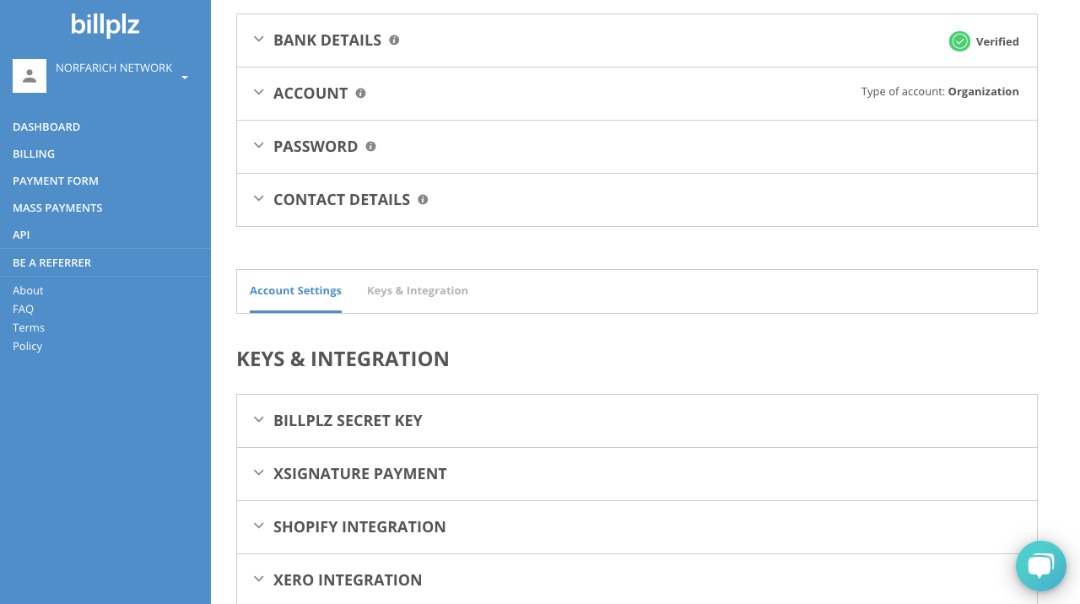 billplz
NORFARICH NETWORK
DASHBOARD
BILLING
PAYMENT FORM
MASS PAYMENTS
API
BE A REFERRER
About
FAQ
Terms
Policy
BANK DETAILS
Verified
ACCOUNT
Type of account: Organization
PASSWORD
CONTACT DETAILS
Account Settings
Keys & Integration
KEYS & INTEGRATION
BILLPLZ SECRET KEY
XSIGNATURE PAYMENT
SHOPIFY INTEGRATION
XERO INTEGRATION